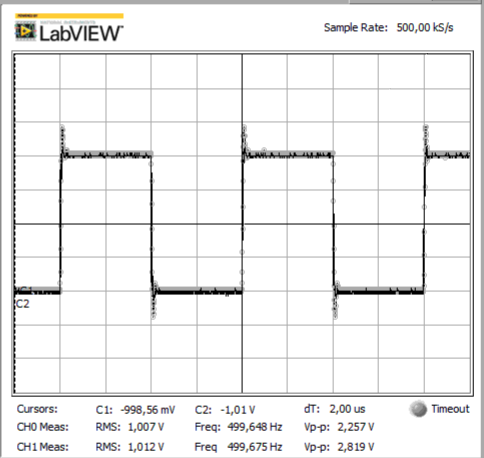 POWERED BY
NATIONAL INSTRUMENTS
LabVIEW™ Sample Rate: 500,00 kS/s
C1
C2
Cursors: C1: -998,56 mV C2: -1,01 V dT: 2,00 us Timeout
CH0 Meas: RMS: 1,007 V Freq: 499,648 Hz Vp-p: 2,257 V
CH1 Meas: RMS: 1,012 V Freq 499,675 Hz Vp-p: 2,819 V